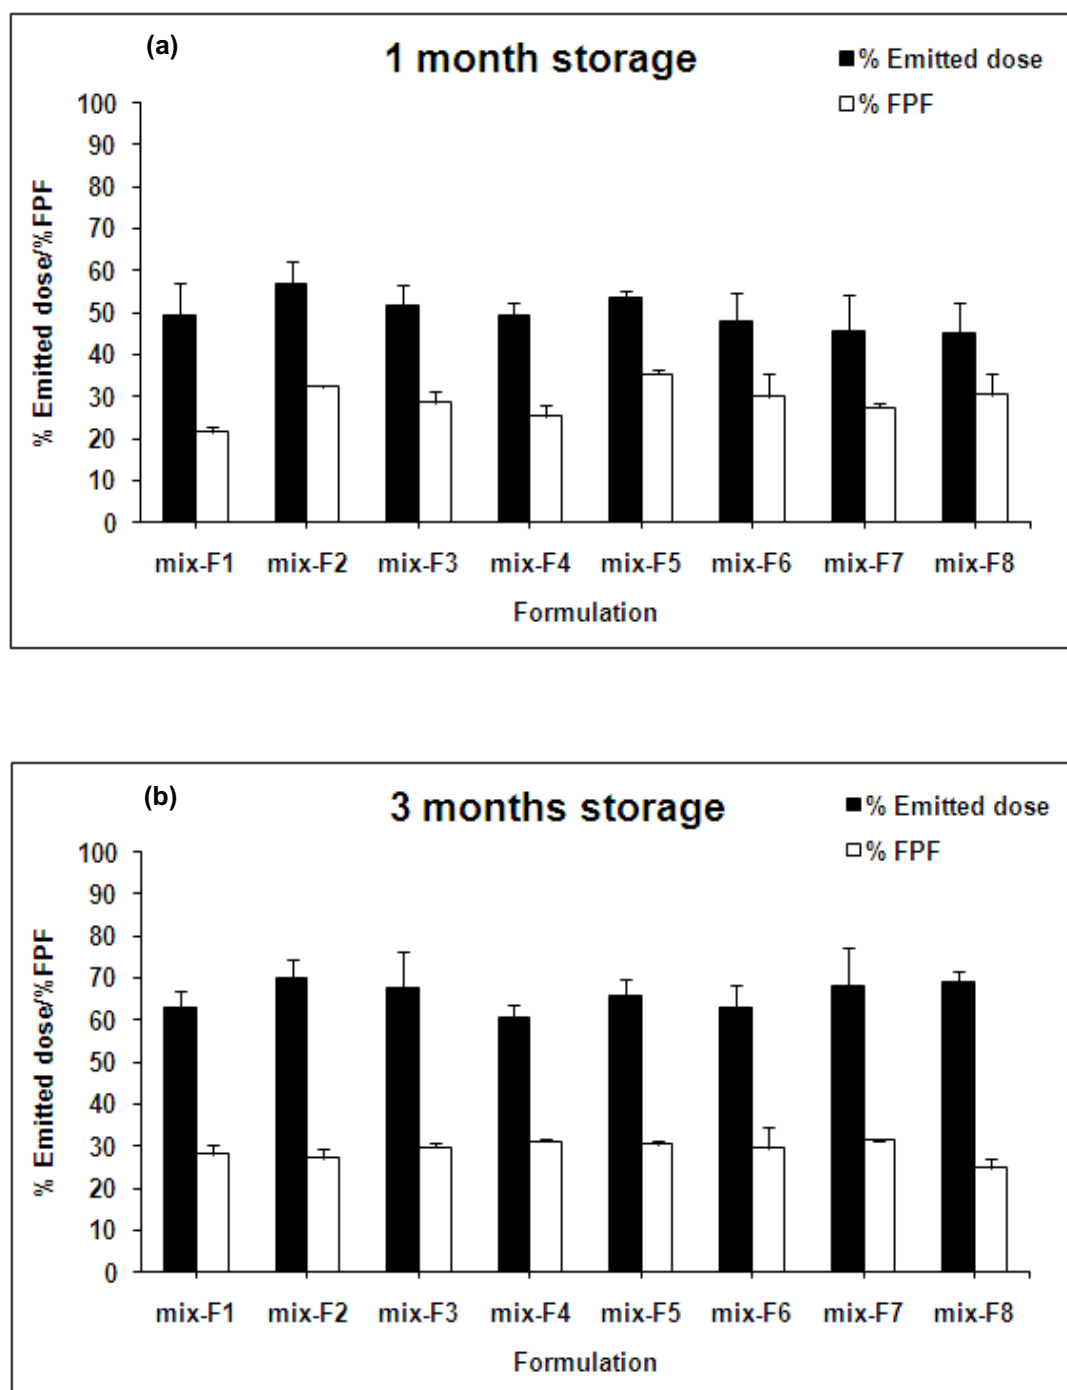 (a)
1 month storage
% Emitted dose
% FPF
% Emitted dose/%FPF
100
90
80
70
60
50
40
30
20
10
0
mix-F1 mix-F2 mix-F3 mix-F4 mix-F5 mix-F6 mix-F7 mix-F8
Formulation
(b)
3 months storage
% Emitted dose
% FPF
% Emitted dose/%FPF
100
90
80
70
60
50
40
30
20
10
0
mix-F1 mix-F2 mix-F3 mix-F4 mix-F5 mix-F6 mix-F7 mix-F8
Formulation